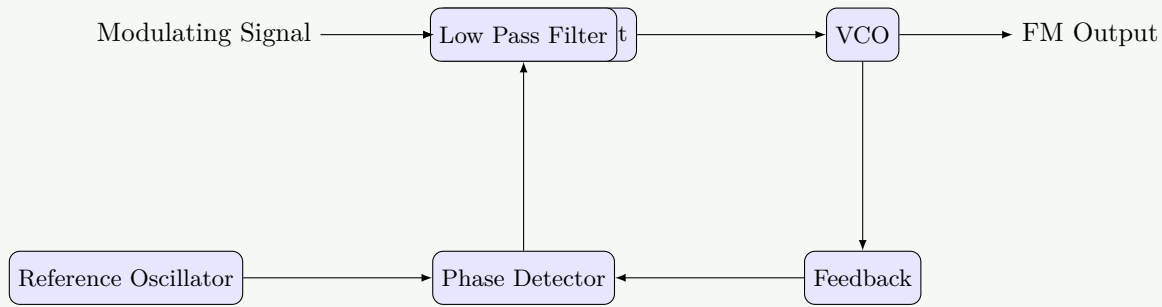 Modulating Signal
Low Pass Filter
t
VCO
FM Output
Reference Oscillator
Phase Detector
Feedback